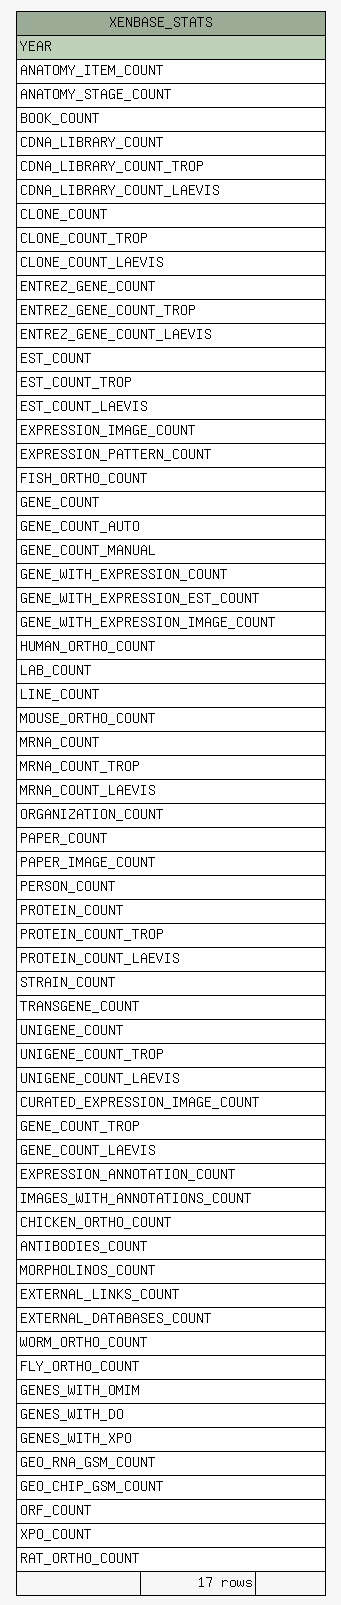 XENBASE_STATS
YEAR
ANATOMY_ITEM_COUNT
ANATOMY_STAGE_COUNT
BOOK_COUNT
CDNA_LIBRARY_COUNT
CDNA_LIBRARY_COUNT_TROP
CDNA_LIBRARY_COUNT_LAEVIS
CLONE_COUNT
CLONE_COUNT_TROP
CLONE_COUNT_LAEVIS
ENTREZ_GENE_COUNT
ENTREZ_GENE_COUNT_TROP
ENTREZ_GENE_COUNT_LAEVIS
EST_COUNT
EST_COUNT_TROP
EST_COUNT_LAEVIS
EXPRESSION_IMAGE_COUNT
EXPRESSION_PATTERN_COUNT
FISH_ORTHO_COUNT
GENE_COUNT
GENE_COUNT_AUTO
GENE_COUNT_MANUAL
GENE_WITH_EXPRESSION_COUNT
GENE_WITH_EXPRESSION_EST_COUNT
GENE_WITH_EXPRESSION_IMAGE_COUNT
HUMAN_ORTHO_COUNT
LAB_COUNT
LINE_COUNT
MOUSE_ORTHO_COUNT
MRNA_COUNT
MRNA_COUNT_TROP
MRNA_COUNT_LAEVIS
ORGANIZATION_COUNT
PAPER_COUNT
PAPER_IMAGE_COUNT
PERSON_COUNT
PROTEIN_COUNT
PROTEIN_COUNT_TROP
PROTEIN_COUNT_LAEVIS
STRAIN_COUNT
TRANSGENE_COUNT
UNIGENE_COUNT
UNIGENE_COUNT_TROP
UNIGENE_COUNT_LAEVIS
CURATED_EXPRESSION_IMAGE_COUNT
GENE_COUNT_TROP
GENE_COUNT_LAEVIS
EXPRESSION_ANNOTATION_COUNT
IMAGES_WITH_ANNOTATIONS_COUNT
CHICKEN_ORTHO_COUNT
ANTIBODIES_COUNT
MORPHOLINOS_COUNT
EXTERNAL_LINKS_COUNT
EXTERNAL_DATABASES_COUNT
WORM_ORTHO_COUNT
FLY_ORTHO_COUNT
GENES_WITH_OMIM
GENES_WITH_DO
GENES_WITH_XPO
GEO_RNA_GSM_COUNT
GEO_CHIP_GSM_COUNT
ORF_COUNT
XPO_COUNT
RAT_ORTHO_COUNT
17 rows